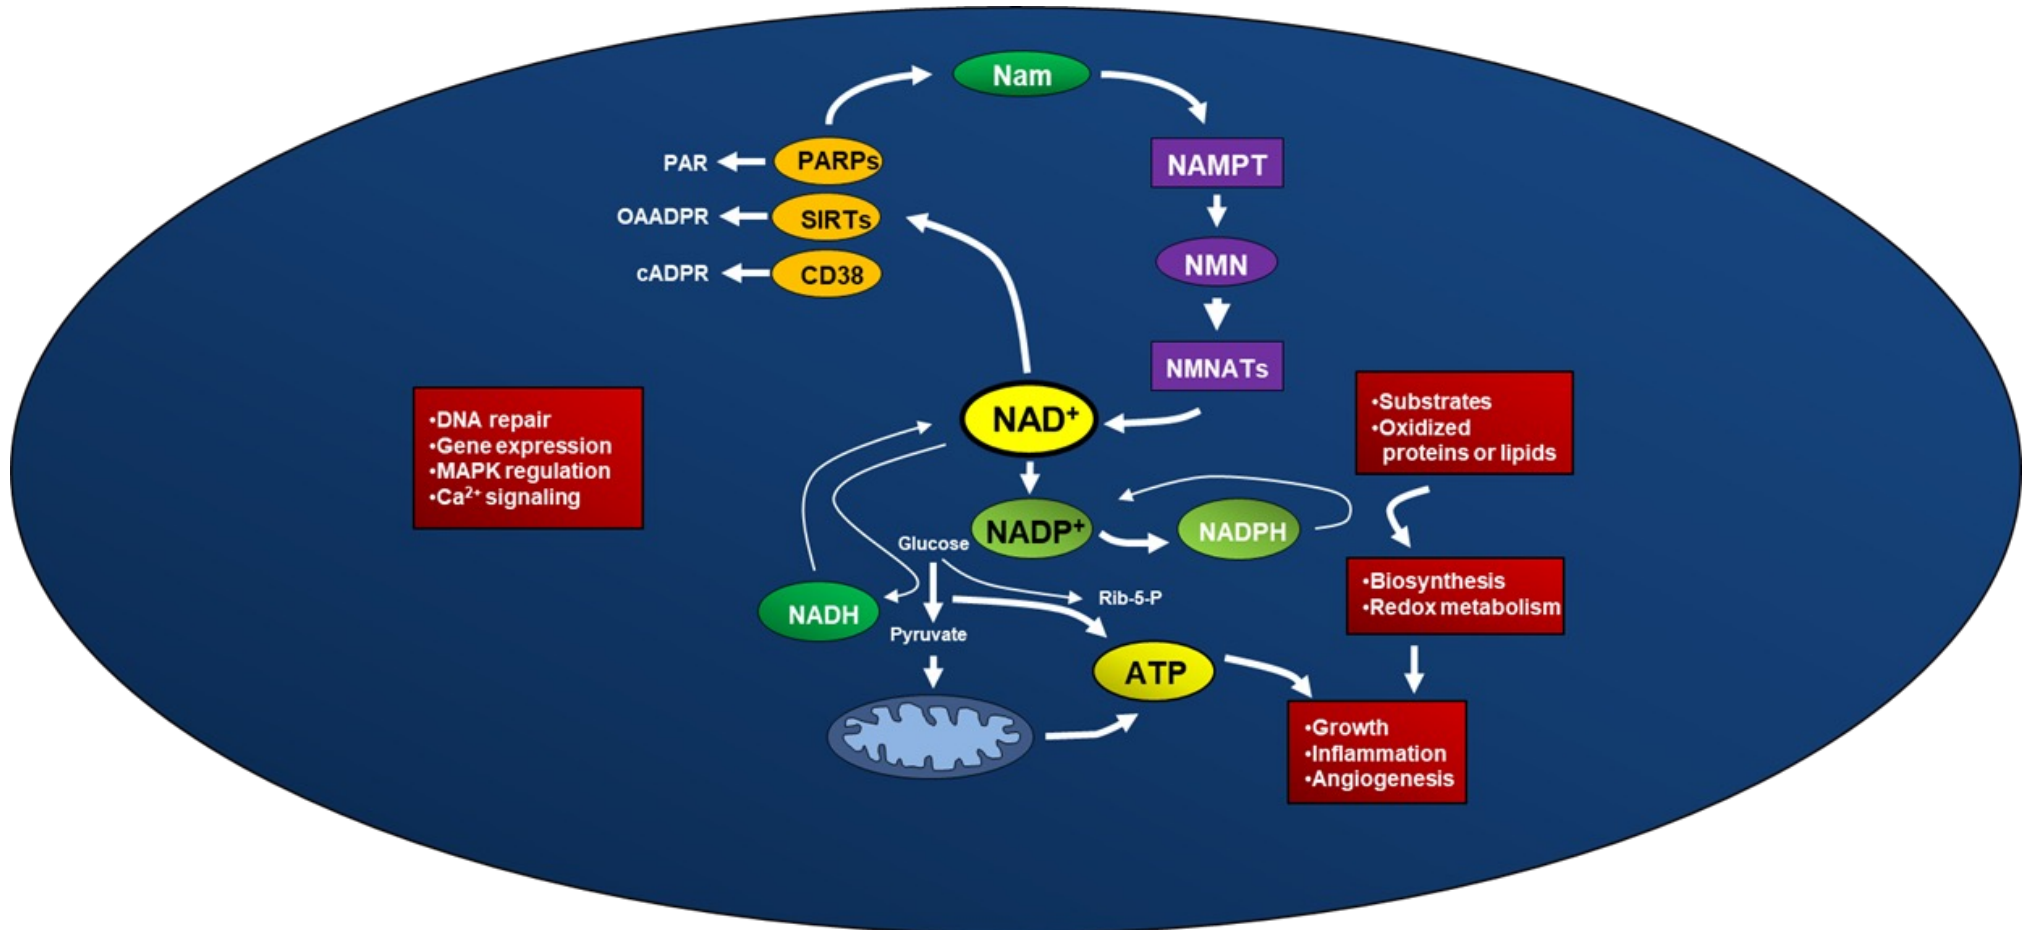 Nam
PAR
PARPs
NAMPT
OAADPR
SIRTs
cADPR
CD38
NMN
NMNATs
NAD⁺
•DNA repair
•Gene expression
•MAPK regulation
•Ca²⁺ signaling
•Substrates
•Oxidized
proteins or lipids
NADP⁺
NADPH
Glucose
•Biosynthesis
•Redox metabolism
NADH
Rib-5-P
Pyruvate
ATP
•Growth
•Inflammation
•Angiogenesis